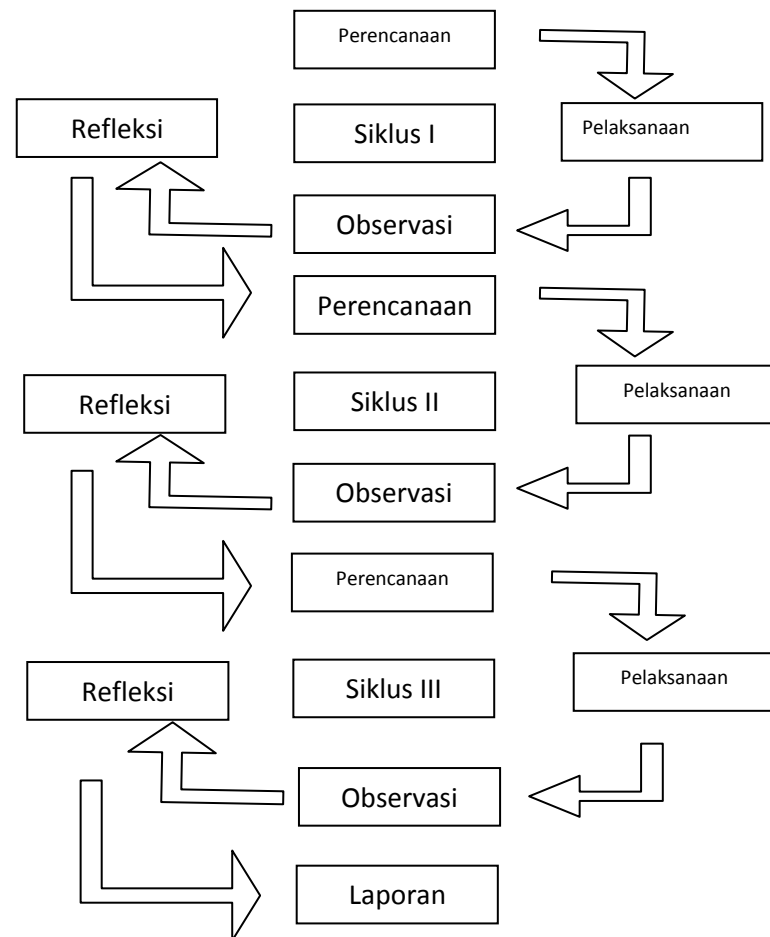 Perencanaan
Refleksi
Siklus I
Pelaksanaan
Observasi
Perencanaan
Refleksi
Siklus II
Pelaksanaan
Observasi
Perencanaan
Refleksi
Siklus III
Pelaksanaan
Observasi
Laporan